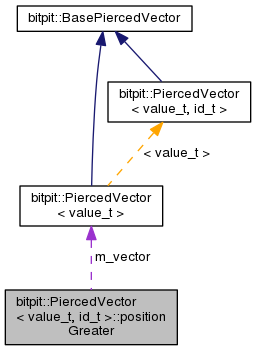 bitpit::BasePiercedVector
bitpit::PiercedVector
< value_t, id_t >
< value_t >
bitpit::PiercedVector
< value_t >
m_vector
bitpit::PiercedVector
< value_t, id_t >::position
Greater